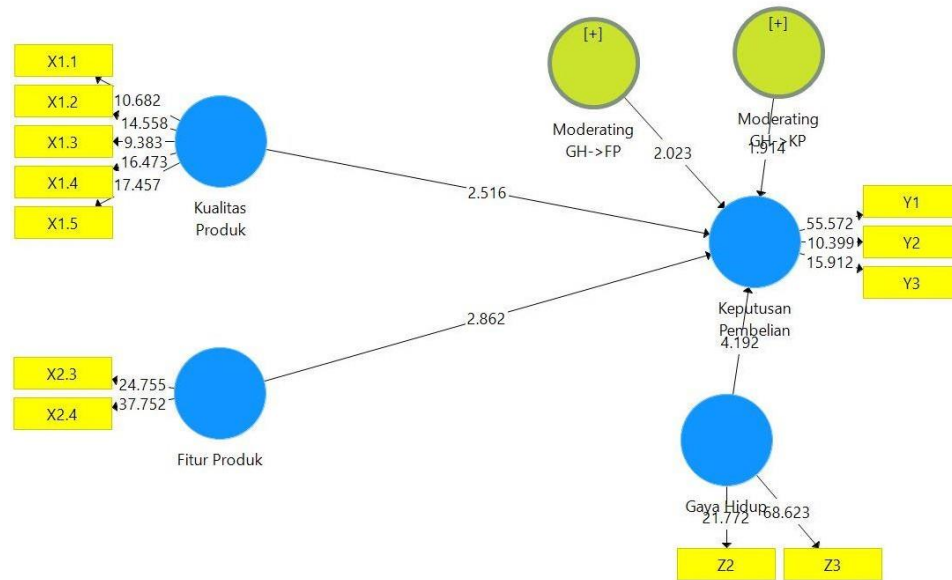 X1.1
X1.2
X1.3
X1.4
X1.5
10.682
14.558
9.383
16.473
17.457
Kualitas
Produk
2.516
[+]
Moderating
GH->FP
2.023
[+]
Moderating
GH->KP
1.914
Keputusan
Pembelian
55.572
10.399
15.912
Y1
Y2
Y3
X2.3
X2.4
24.755
37.752
Fitur Produk
2.862
4.192
Gaya Hidup
21.772
68.623
Z2
Z3